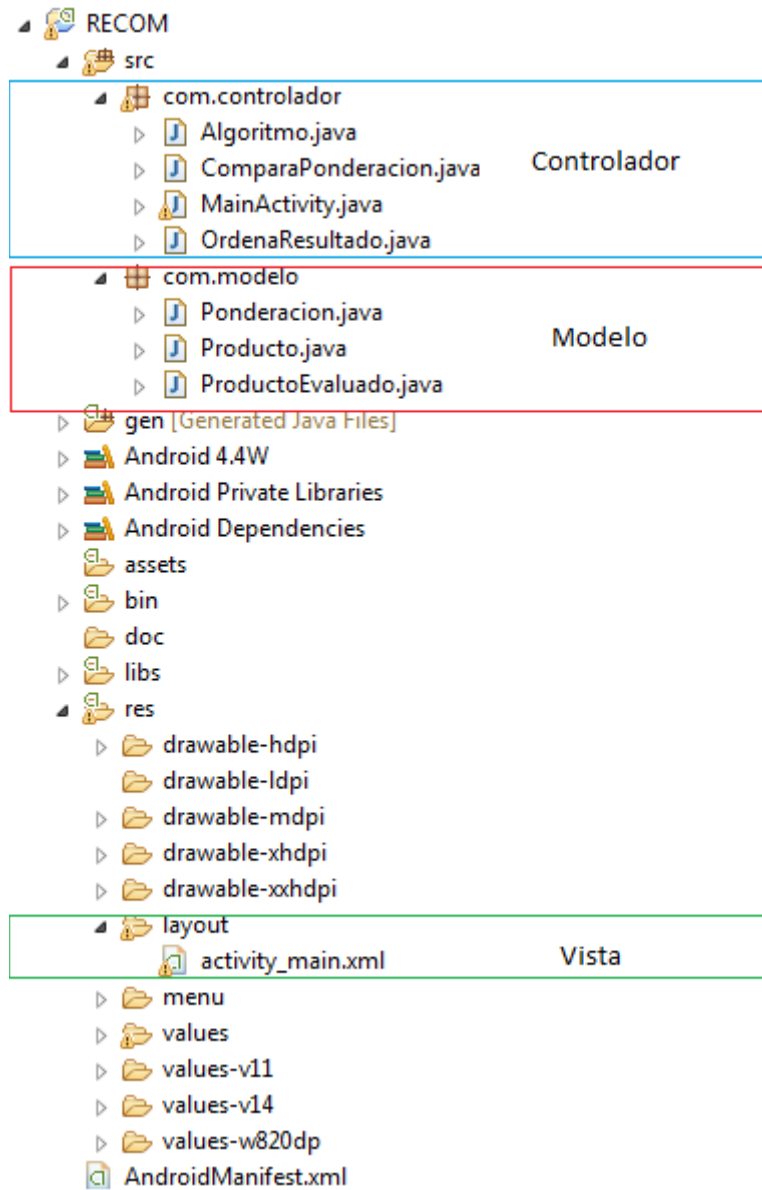 RECOM
src
com.controlador
Algoritmo.java
ComparaPonderacion.java
Controlador
MainActivity.java
OrdenaResultado.java
com.modelo
Ponderacion.java
Modelo
Producto.java
ProductoEvaluado.java
gen [Generated Java Files]
Android 4.4W
Android Private Libraries
Android Dependencies
assets
bin
doc
libs
res
drawable-hdpi
drawable-ldpi
drawable-mdpi
drawable-xhdpi
drawable-xxhdpi
layout
activity_main.xml
Vista
menu
values
values-v11
values-v14
values-w820dp
AndroidManifest.xml